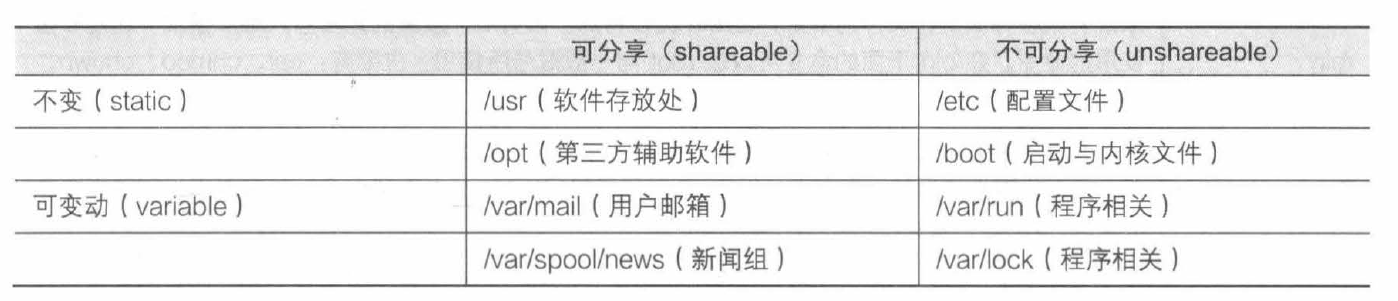 可分享（shareable） 不可分享（unshareable）
不变（static） /usr（软件存放处） /etc（配置文件）
/opt（第三方辅助软件） /boot（启动与内核文件）
可变动（variable） /var/mail（用户邮箱） /var/run（程序相关）
/var/spool/news（新闻组） /var/lock（程序相关）